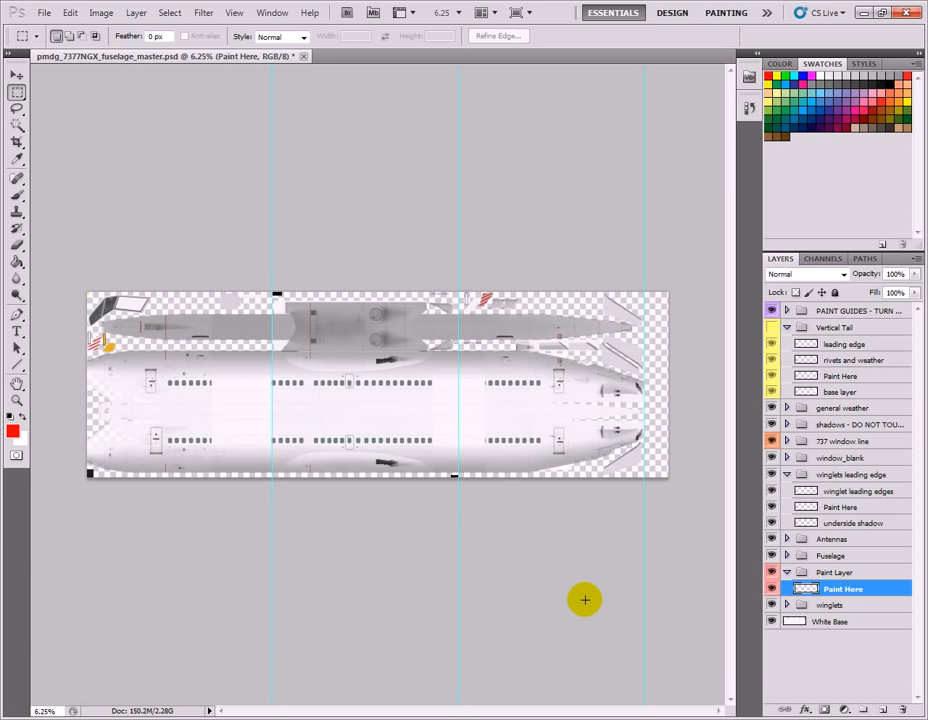 Ps File Edit Image Layer Select Filter View Window Help Br Mb 6.25 ESSENTIALS DESIGN PAINTING CS Live
Feather: 0 px Anti-alias Style: Normal Width: Height: Refine Edge...
pmdg_7377NGX_fuselage_master.psd @ 6.25% (Paint Here, RGB/8) *
COLOR SWATCHES STYLES
Mb
LAYERS CHANNELS PATHS
Normal Opacity: 100%
Lock: Fill: 100%
PAINT GUIDES - TURN ...
Vertical Tail
leading edge
rivets and weather
Paint Here
base layer
general weather
shadows - DO NOT TOU...
737 window line
window_blank
winglets leading edge
winglet leading edges
Paint Here
underside shadow
Antennas
Fuselage
Paint Layer
Paint Here
winglets
White Base
6.25% Doc: 150.2M/2.28G